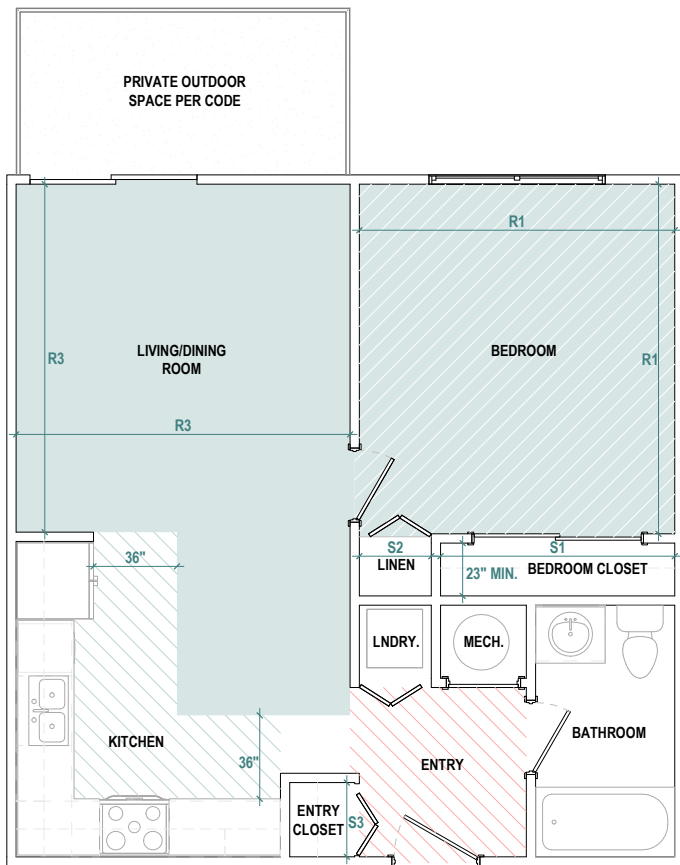 PRIVATE OUTDOOR
SPACE PER CODE
R1
LIVING/DINING
ROOM
BEDROOM
R3
R1
R3
36"
S2
S1
LINEN
23" MIN.
BEDROOM CLOSET
LNDRY.
MECH.
KITCHEN
36"
ENTRY
BATHROOM
ENTRY
CLOSET
S3